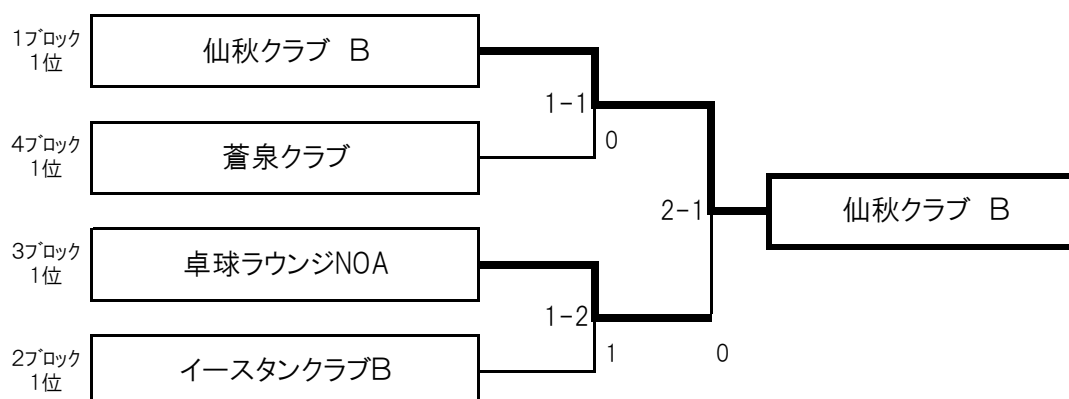 1ブロック
1位
仙秋クラブ B
1-1
4ブロック
1位
蒼泉クラブ
0
2-1
仙秋クラブ B
3ブロック
1位
卓球ラウンジNOA
1-2
2ブロック
1位
イースタンクラブB
1
0